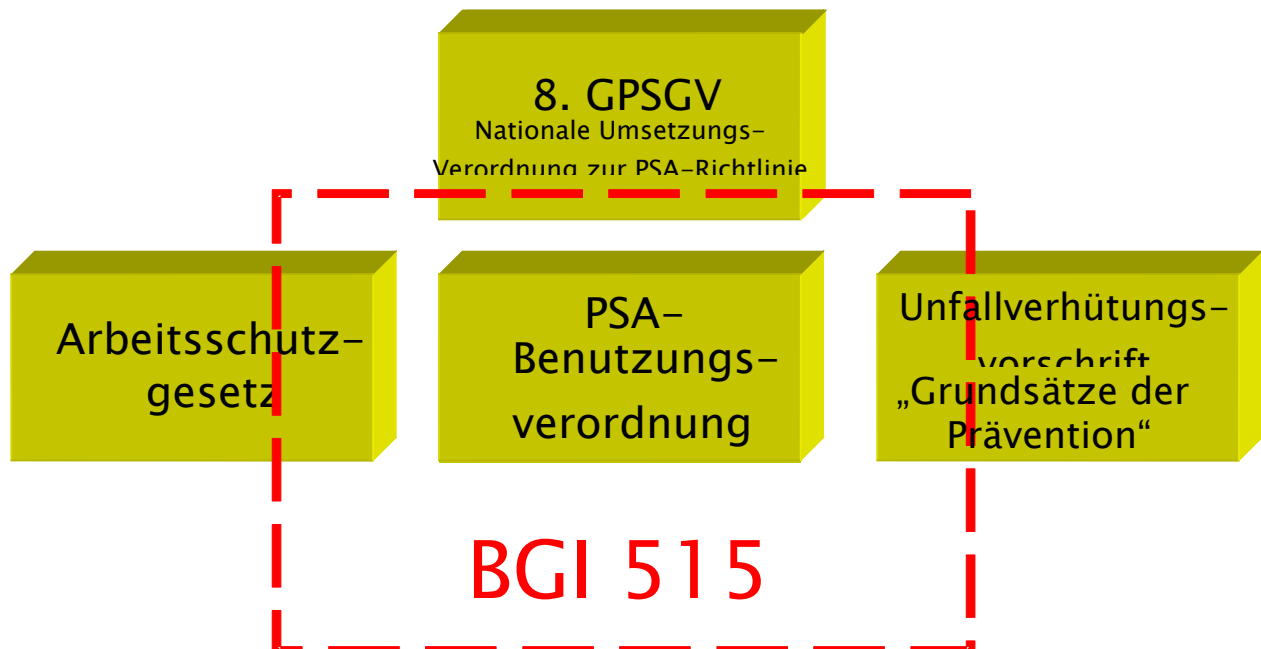 8. GPSGV
Nationale Umsetzungs–
Verordnung zur PSA–Richtlinie
Arbeitsschutz–
gesetz
PSA–
Benutzungs–
verordnung
Unfallverhütungs–
vorschrift
„Grundsätze der
Prävention“
BGI 515